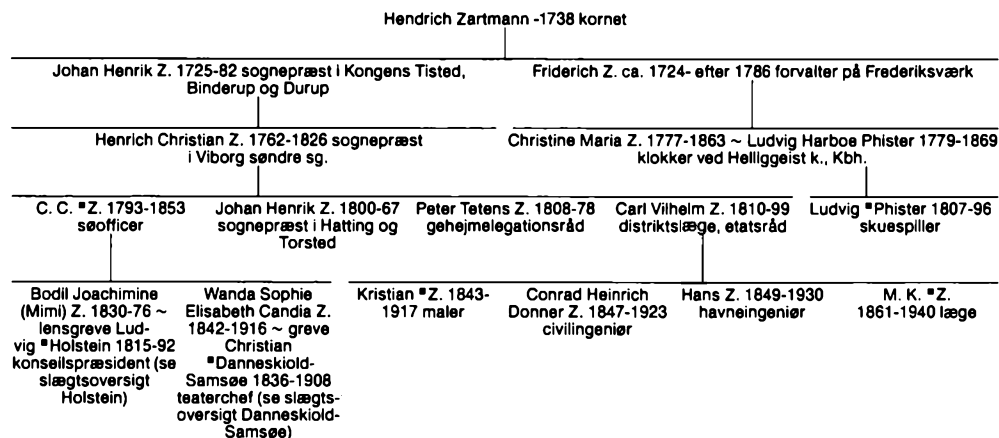 Hendrich Zartmann -1738 kornet
Johan Henrik Z. 1725-82 sognepræst i Kongens Tisted,
Binderup og Durup
Friderich Z. ca. 1724- efter 1786 forvalter på Frederiksværk
Henrich Christian Z. 1762-1826 sognepræst
i Viborg søndre sg.
Christine Maria Z. 1777-1863 ~ Ludvig Harboe Phister 1779-1869
klokker ved Helliggeist k., Kbh.
C. C. *Z. 1793-1853
søofficer
Johan Henrik Z. 1800-67
sognepræst i Hatting og
Torsted
Peter Tetens Z. 1808-78
gehejmelegationsråd
Carl Vilhelm Z. 1810-99
distriktslæge, etatsråd
Ludvig *Phister 1807-96
skuespiller
Bodil Joachimine
(Mimi) Z. 1830-76 ~
lensgreve Lud-
vig *Holstein 1815-92
konseilspræsident (se
slægtsoversigt
Holstein)
Wanda Sophie
Elisabeth Candia Z.
1842-1916 ~ greve
Christian
*Danneskiold-
Samsøe 1836-1908
teaterchef (se slægts-
oversigt Danneskiold-
Samsøe)
Kristian *Z. 1843-
1917 maler
Conrad Heinrich
Donner Z. 1847-1923
civilingeniør
Hans Z. 1849-1930
havneingeniør
M. K. *Z.
1861-1940 læge